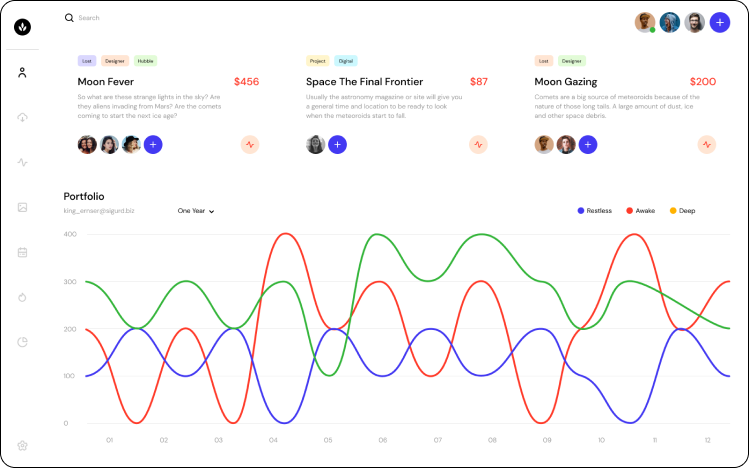 Search
Lost Designer Hubble
Moon Fever $456
So what are these strange lights in the sky? Are
they aliens invading from Mars? Are the comets
coming to start the next ice age?
Project Digital
Space The Final Frontier $87
Usually the astronomy magazine or site will give you
a general time and location to be ready to look
when the meteoroids start to fall.
Lost Designer
Moon Gazing $200
Comets are a big source of meteoroids because of the
nature of those long tails. A large amount of dust, ice
and other space debris.
Portfolio
king_ernser@sigurd.biz
One Year
Restless Awake Deep
400
300
200
100
0
01 02 03 04 05 06 07 08 09 10 11 12